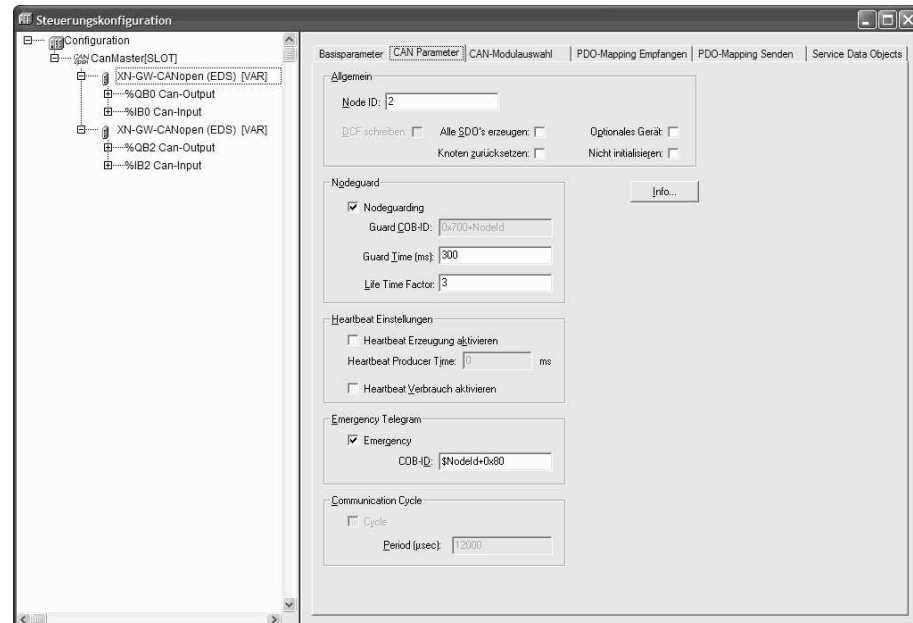 Steuerungskonfiguration
Configuration
CanMaster[SLOT]
XN-GW-CANopen (EDS) [VAR]
%QB0 Can-Output
%IB0 Can-Input
XN-GW-CANopen (EDS) [VAR]
%QB2 Can-Output
%IB2 Can-Input
Basisparameter CAN Parameter CAN-Modulauswahl PDO-Mapping Empfangen PDO-Mapping Senden Service Data Objects
Allgemein
Node ID: 2
DCF schreiben: Alle SDO's erzeugen: Optionales Gerät:
Knoten zurücksetzen: Nicht initialisieren:
Nodeguard
Info...
Nodeguarding
Guard COB-ID: 0x700+NodeId
Guard Time (ms): 300
Life Time Factor: 3
Heartbeat Einstellungen
Heartbeat Erzeugung aktivieren
Heartbeat Producer Time: 0 ms
Heartbeat Verbrauch aktivieren
Emergency Telegram
Emergency
COB-ID: $NodeId+0x80
Communication Cycle
Cycle
Period (µsec): 12000